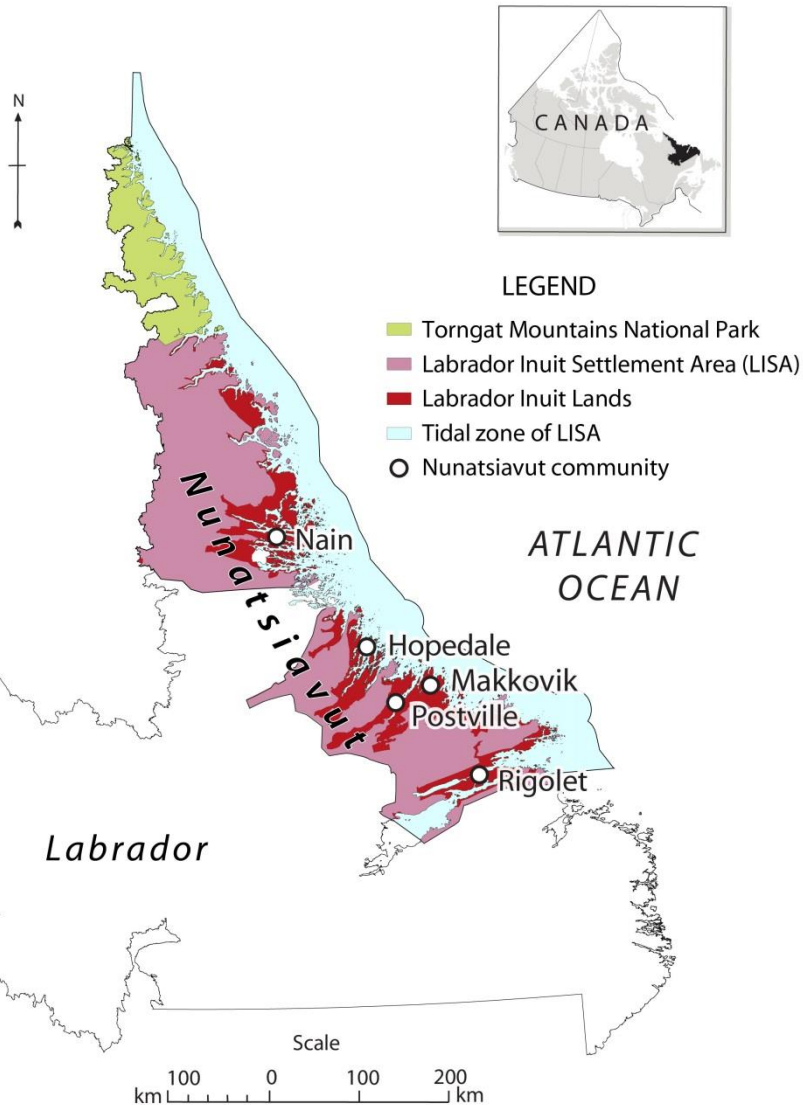 N
CANADA
LEGEND
Torngat Mountains National Park
Labrador Inuit Settlement Area (LISA)
Labrador Inuit Lands
Tidal zone of LISA
Nunatsiavut community
Nunatsiavut
Nain
ATLANTIC
OCEAN
Hopedale
Makkovik
Postville
Rigolet
Labrador
Scale
100 0 100 200
km km